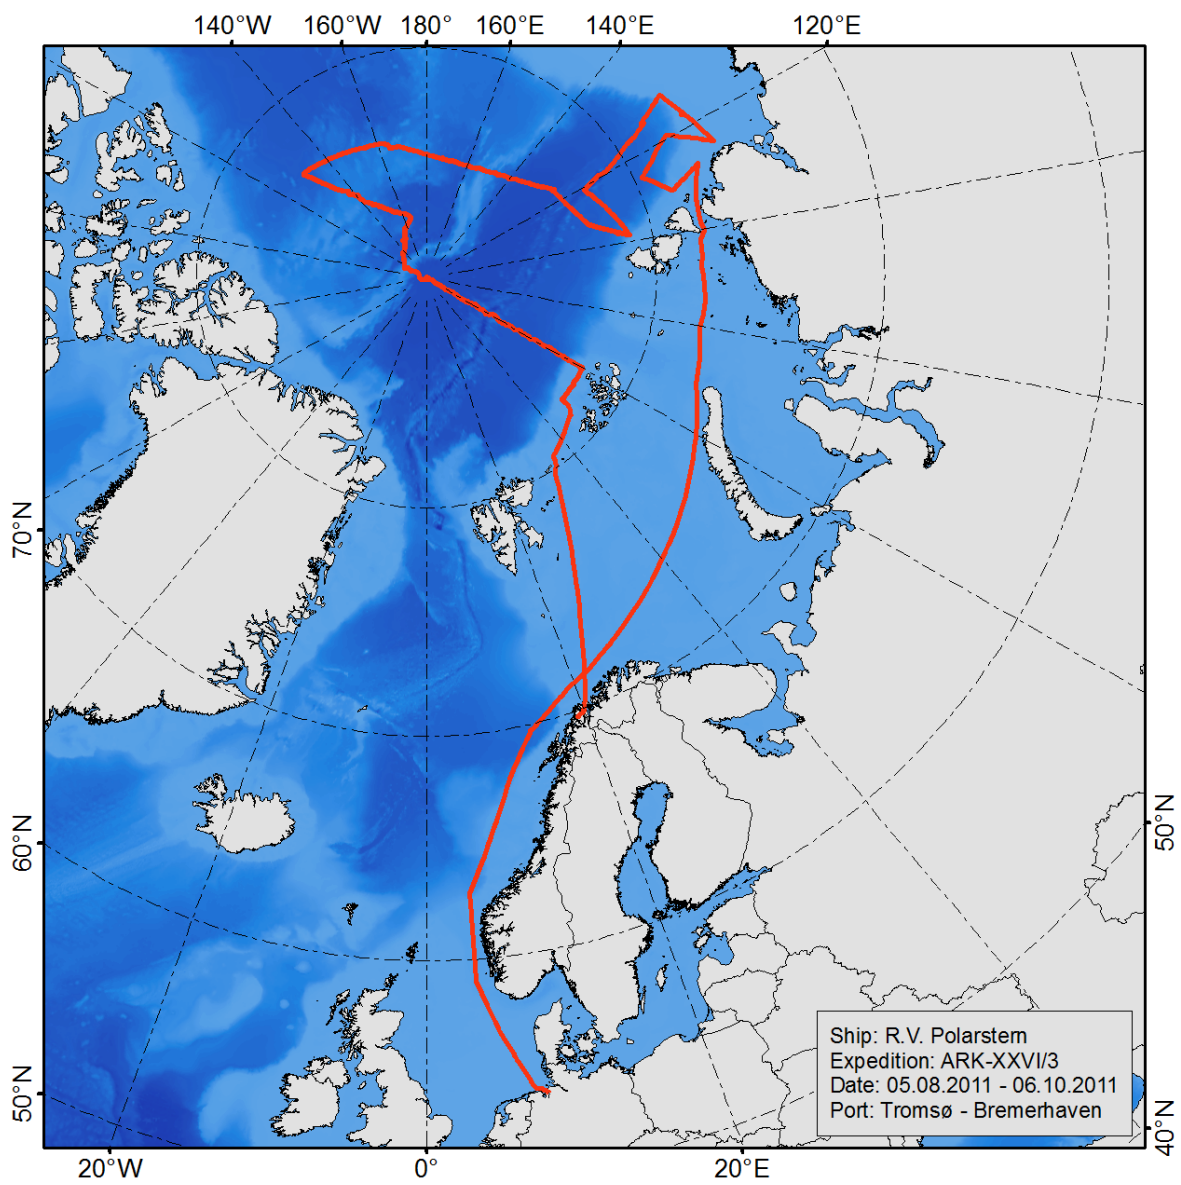 140°W 160°W 180° 160°E 140°E 120°E
70°N
60°N
50°N
50°N
40°N
Ship: R.V. Polarstern
Expedition: ARK-XXVI/3
Date: 05.08.2011 - 06.10.2011
Port: Tromsø - Bremerhaven
20°W 0° 20°E